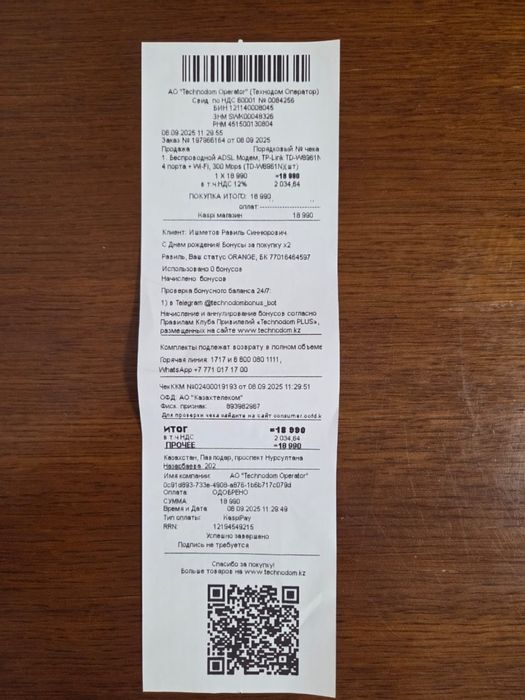 АО "Technodom Operator" (Технодом Оператор)
Свид. по НДС 60001 № 0084256
БИН 121140008045
ЗНМ SWK00049326
РНМ 451500130804
08.09.2025 11:29:55
Заказ № 197966164 от 08.09.2025
Продажа Порядковый № чека
1. Беспроводной ADSL Модем, TP-Link TD-W8961N
4 порта + Wi-Fi, 300 Mbps (TD-W8961N)(шт)
1 X 18 990 =18 990
в т.ч НДС 12% 2 034,64
ПОКУПКА ИТОГО: 18 990
оплат:
Kaspi магазин 18 990
Клиент: Ишметов Равиль Синнюрович
С Днем рождения! Бонусы за покупку x2
Равиль, Ваш статус ORANGE, БК 77016464597
Использовано 0 бонусов
Начислено бонусов
Проверка бонусного баланса 24/7:
1) в Telegram @technodombonus_bot
Начисление и аннулирование бонусов согласно
Правилам Клуба Привилегий «Technodom PLUS»,
размещенных на сайте www.technodom.kz
Комплекты подлежат возврату в полном объеме
Горячая линия: 1717 и 8 800 080 1111,
WhatsApp +7 771 017 17 00
Чек ККМ №02400019193 от 08.09.2025 11:29:51
ОФД: АО "Казахтелеком"
Фиск. признак: 893982987
Для проверки чека зайдите на сайт consumer.oofd.k
ИТОГ =18 990
в т.ч НДС 2 034,64
ПРОЧЕЕ =18 990
Казахстан, Павлодар, проспект Нурсултана
Назарбаева, 202
Имя компании: АО "Technodom Operator"
Оплата: ОДОБРЕНО
СУММА: 18 990
Время и Дата: 08.09.2025 11:29:49
Тип оплаты: KaspiPay
RRN: 12194549215
Успешно завершено
Подпись не требуется
Спасибо за покупку!
Больше товаров на www.technodom.kz